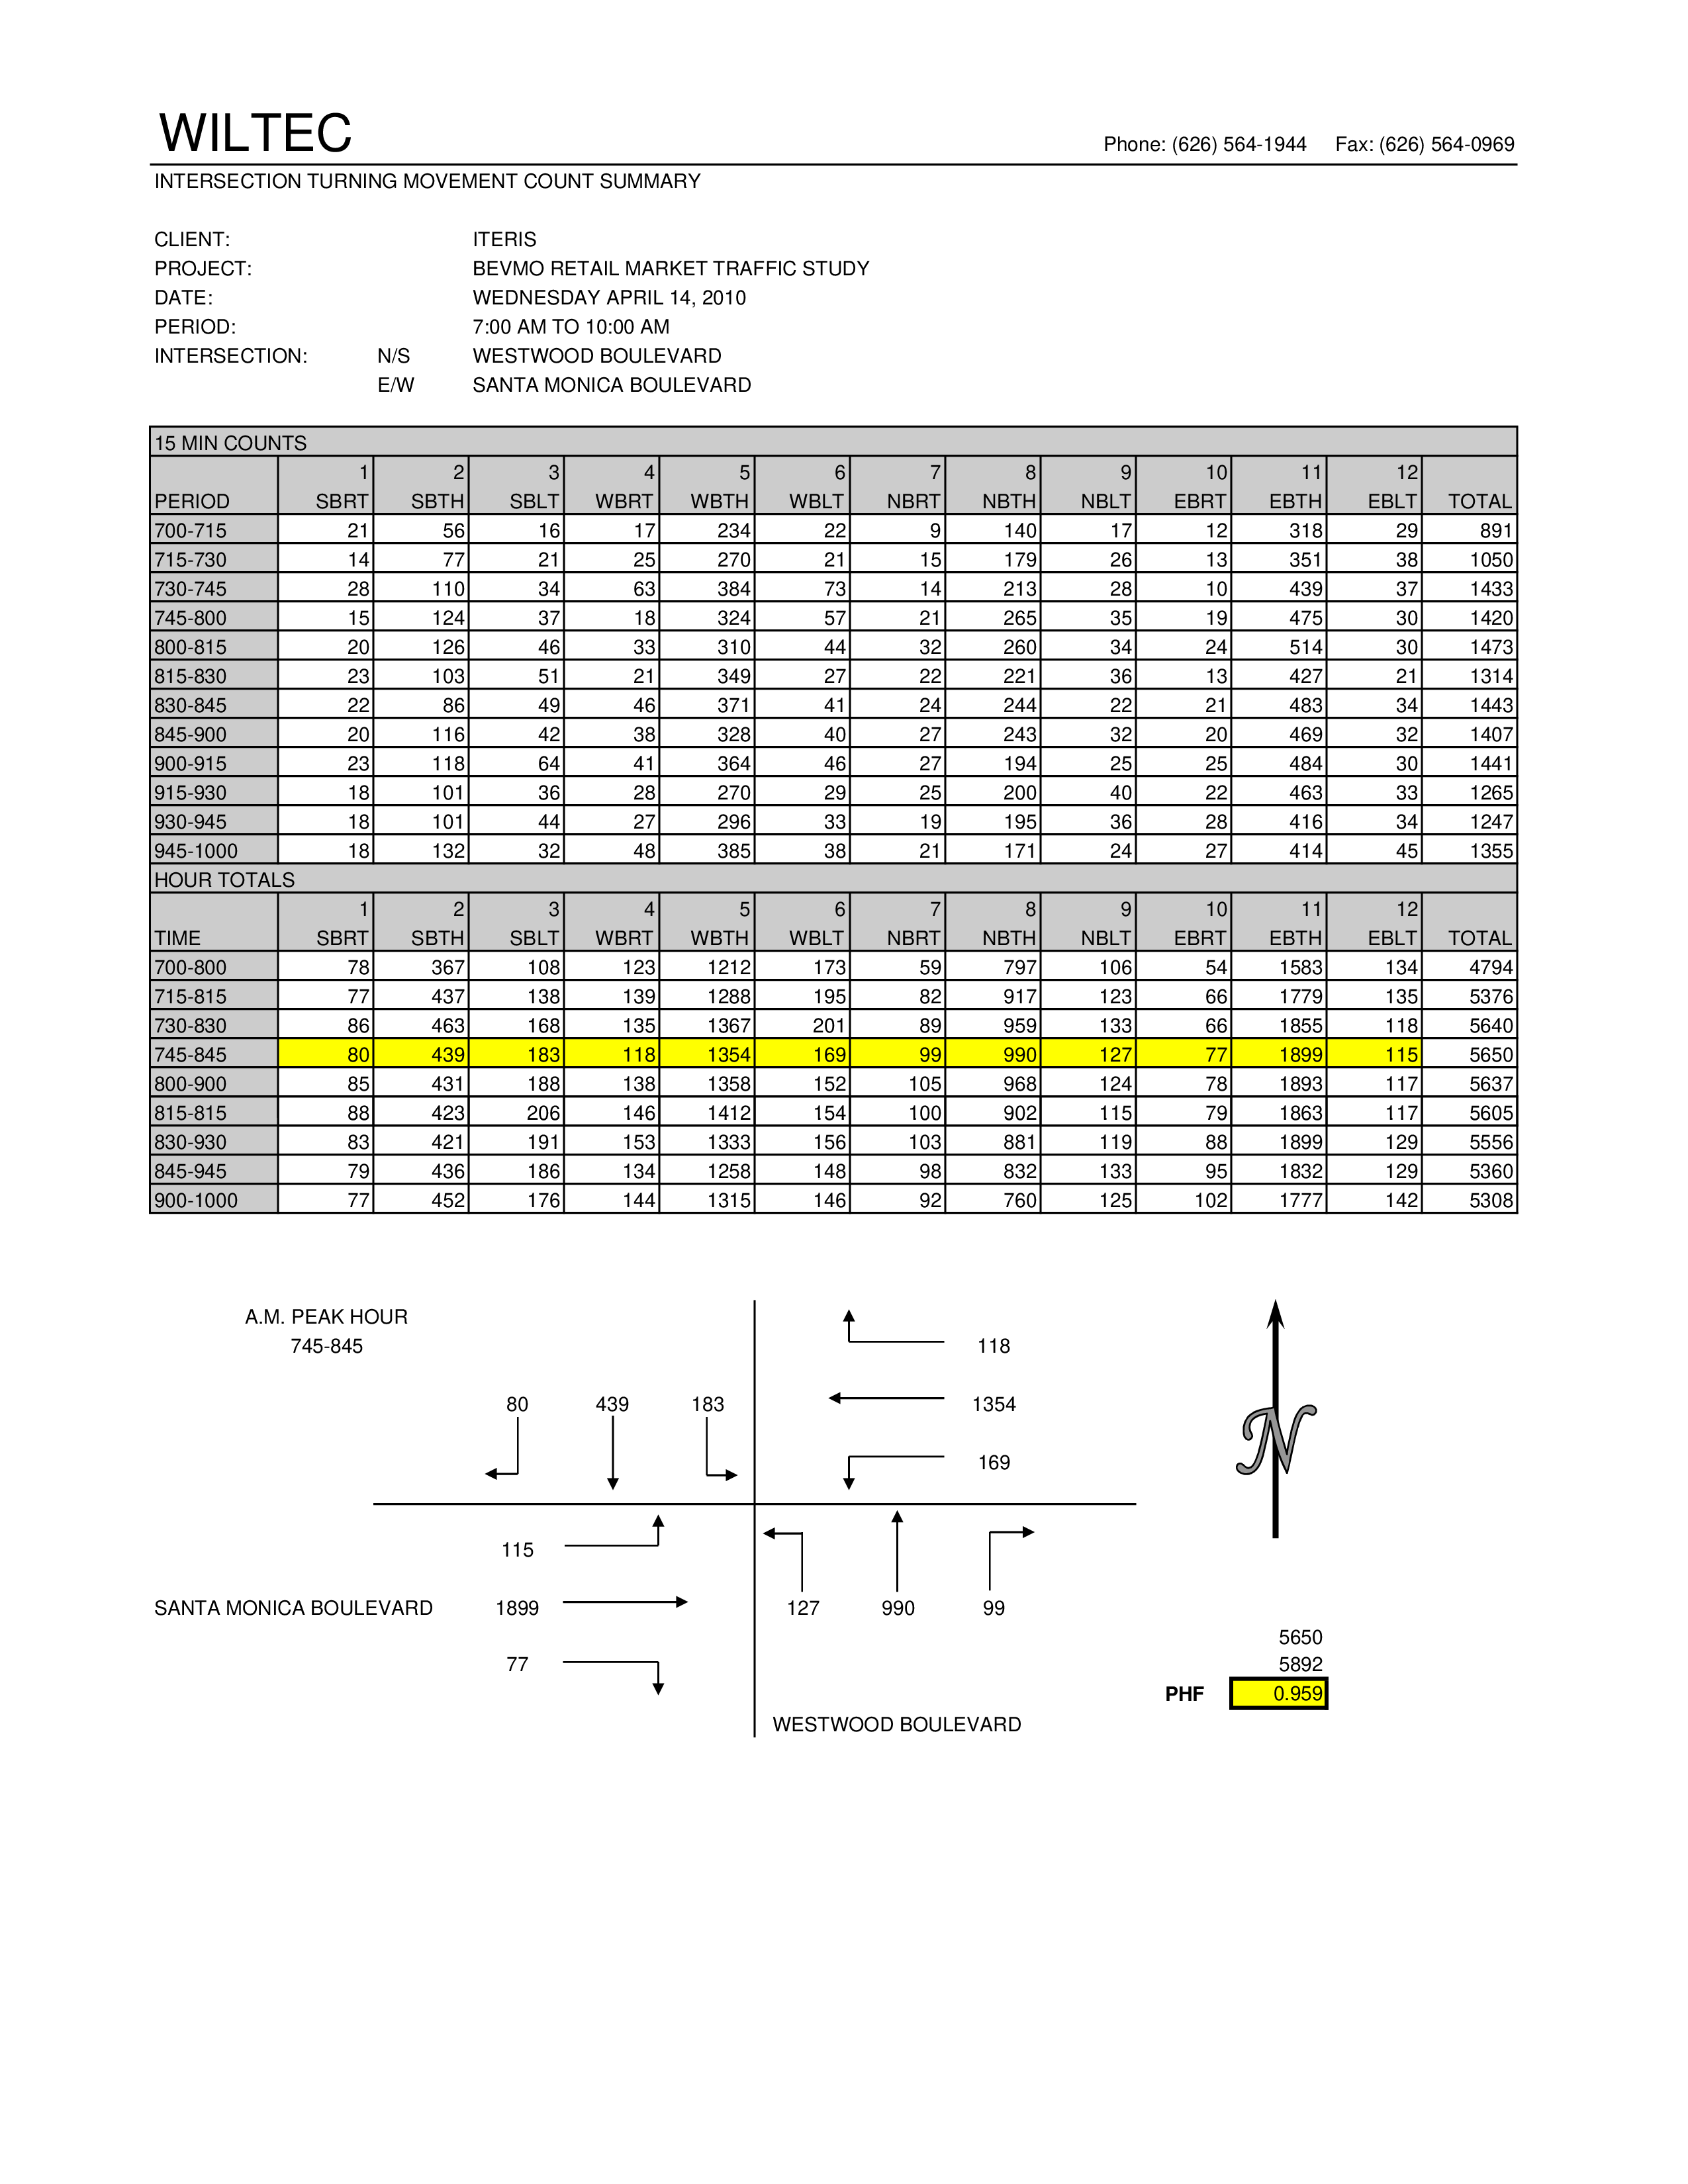 WILTEC
Phone: (626) 564-1944 Fax: (626) 564-0969
INTERSECTION TURNING MOVEMENT COUNT SUMMARY
CLIENT: ITERIS
PROJECT: BEVMO RETAIL MARKET TRAFFIC STUDY
DATE: WEDNESDAY APRIL 14, 2010
PERIOD: 7:00 AM TO 10:00 AM
INTERSECTION: N/S WESTWOOD BOULEVARD
E/W SANTA MONICA BOULEVARD
15 MIN COUNTS
1 2 3 4 5 6 7 8 9 10 11 12
PERIOD SBRT SBTH SBLT WBRT WBTH WBLT NBRT NBTH NBLT EBRT EBTH EBLT TOTAL
700-715 21 56 16 17 234 22 9 140 17 12 318 29 891
715-730 14 77 21 25 270 21 15 179 26 13 351 38 1050
730-745 28 110 34 63 384 73 14 213 28 10 439 37 1433
745-800 15 124 37 18 324 57 21 265 35 19 475 30 1420
800-815 20 126 46 33 310 44 32 260 34 24 514 30 1473
815-830 23 103 51 21 349 27 22 221 36 13 427 21 1314
830-845 22 86 49 46 371 41 24 244 22 21 483 34 1443
845-900 20 116 42 38 328 40 27 243 32 20 469 32 1407
900-915 23 118 64 41 364 46 27 194 25 25 484 30 1441
915-930 18 101 36 28 270 29 25 200 40 22 463 33 1265
930-945 18 101 44 27 296 33 19 195 36 28 416 34 1247
945-1000 18 132 32 48 385 38 21 171 24 27 414 45 1355
HOUR TOTALS
1 2 3 4 5 6 7 8 9 10 11 12
TIME SBRT SBTH SBLT WBRT WBTH WBLT NBRT NBTH NBLT EBRT EBTH EBLT TOTAL
700-800 78 367 108 123 1212 173 59 797 106 54 1583 134 4794
715-815 77 437 138 139 1288 195 82 917 123 66 1779 135 5376
730-830 86 463 168 135 1367 201 89 959 133 66 1855 118 5640
745-845 80 439 183 118 1354 169 99 990 127 77 1899 115 5650
800-900 85 431 188 138 1358 152 105 968 124 78 1893 117 5637
815-815 88 423 206 146 1412 154 100 902 115 79 1863 117 5605
830-930 83 421 191 153 1333 156 103 881 119 88 1899 129 5556
845-945 79 436 186 134 1258 148 98 832 133 95 1832 129 5360
900-1000 77 452 176 144 1315 146 92 760 125 102 1777 142 5308
A.M. PEAK HOUR
745-845 118
80 439 183 1354
169
N
115
SANTA MONICA BOULEVARD 1899 127 990 99
5650
77 5892
PHF 0.959
WESTWOOD BOULEVARD